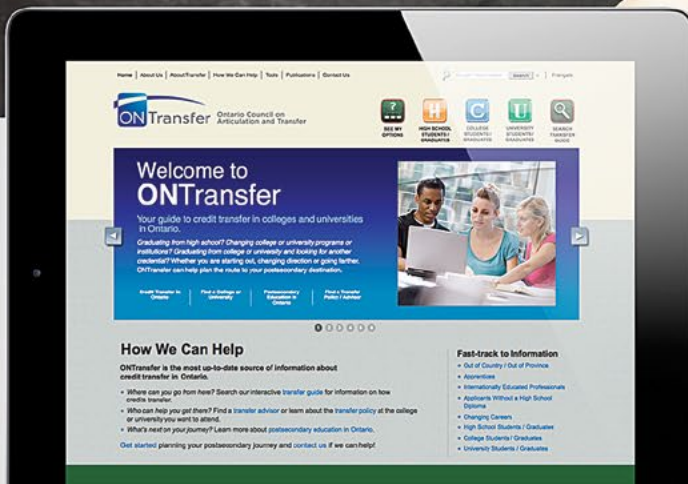 Home | About Us | About Transfer | How We Can Help | Tools | Publications | Contact Us
Search | Français
ONTransfer Ontario Council on
Articulation and Transfer
SEE MY
OPTIONS
H
HIGH SCHOOL
STUDENTS /
GRADUATES
C
COLLEGE
STUDENTS /
GRADUATES
U
UNIVERSITY
STUDENTS /
GRADUATES
SEARCH
TRANSFER
GUIDE
Welcome to
ONTransfer
Your guide to credit transfer in colleges and universities
in Ontario.
Graduating from high school? Changing college or university programs or
institutions? Graduating from college or university and looking for another
credential? Whether you are starting out, changing direction or going farther,
ONTransfer can help plan the route to your postsecondary destination.
Credit Transfer in
Ontario
Find a College or
University
Postsecondary
Education in
Ontario
Find a Transfer
Policy / Advisor
1
How We Can Help
ONTransfer is the most up-to-date source of information about
credit transfer in Ontario.
• Where can you go from here? Search our interactive transfer guide for information on how
credits transfer.
• Who can help you get there? Find a transfer advisor or learn about the transfer policy at the college
or university you want to attend.
• What's next on your journey? Learn more about postsecondary education in Ontario.
Get started planning your postsecondary journey and contact us if we can help!
Fast-track to Information
• Out of Country / Out of Province
• Apprentices
• Internationally Educated Professionals
• Applicants Without a High School
Diploma
• Changing Careers
• High School Students / Graduates
• College Students / Graduates
• University Students / Graduates